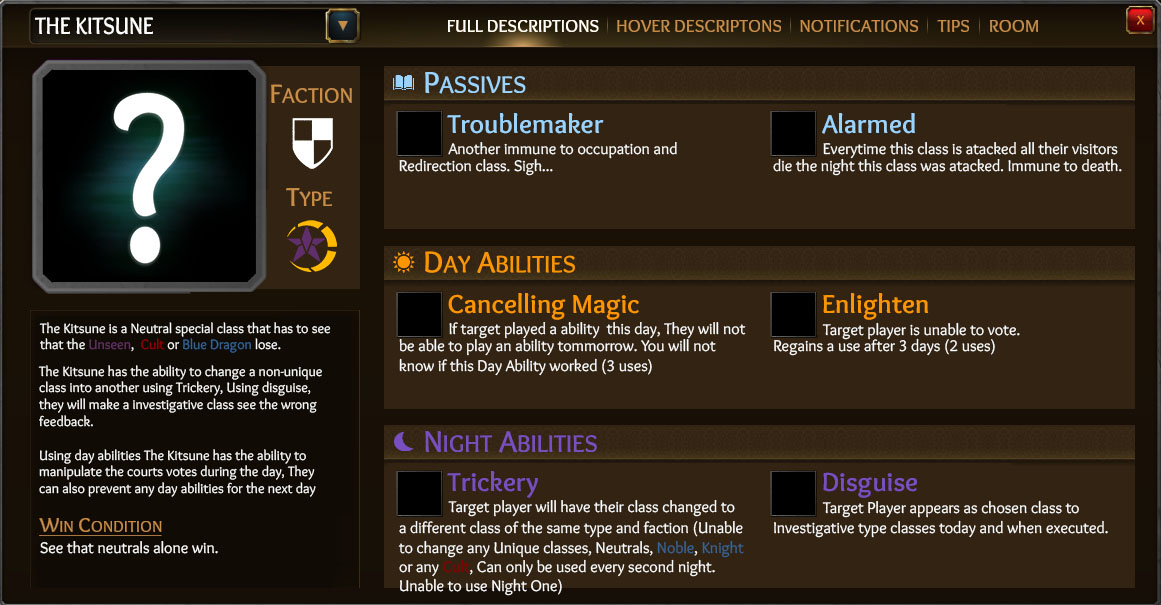 THE KITSUNE
FULL DESCRIPTIONS
HOVER DESCRIPTONS
NOTIFICATIONS
TIPS
ROOM
X
?
FACTION
TYPE
The Kitsune is a Neutral special class that has to see
that the Unseen, Cult or Blue Dragon lose.
The Kitsune has the ability to change a non-unique
class into another using Trickery, Using disguise,
they will make a investigative class see the wrong
feedback.
Using day abilities The Kitsune has the ability to
manipulate the courts votes during the day, They
can also prevent any day abilities for the next day
WIN CONDITION
See that neutrals alone win.
PASSIVES
Troublemaker
Another immune to occupation and
Redirection class. Sigh...
Alarmed
Everytime this class is atacked all their visitors
die the night this class was atacked. Immune to death.
DAY ABILITIES
Cancelling Magic
If target played a ability this day, They will not
be able to play an ability tommorrow. You will not
know if this Day Ability worked (3 uses)
Enlighten
Target player is unable to vote.
Regains a use after 3 days (2 uses)
NIGHT ABILITIES
Trickery
Target player will have their class changed to
a different class of the same type and faction (Unable
to change any Unique classes, Neutrals, Noble, Knight
or any Cult, Can only be used every second night.
Unable to use Night One)
Disguise
Target Player appears as chosen class to
Investigative type classes today and when executed.